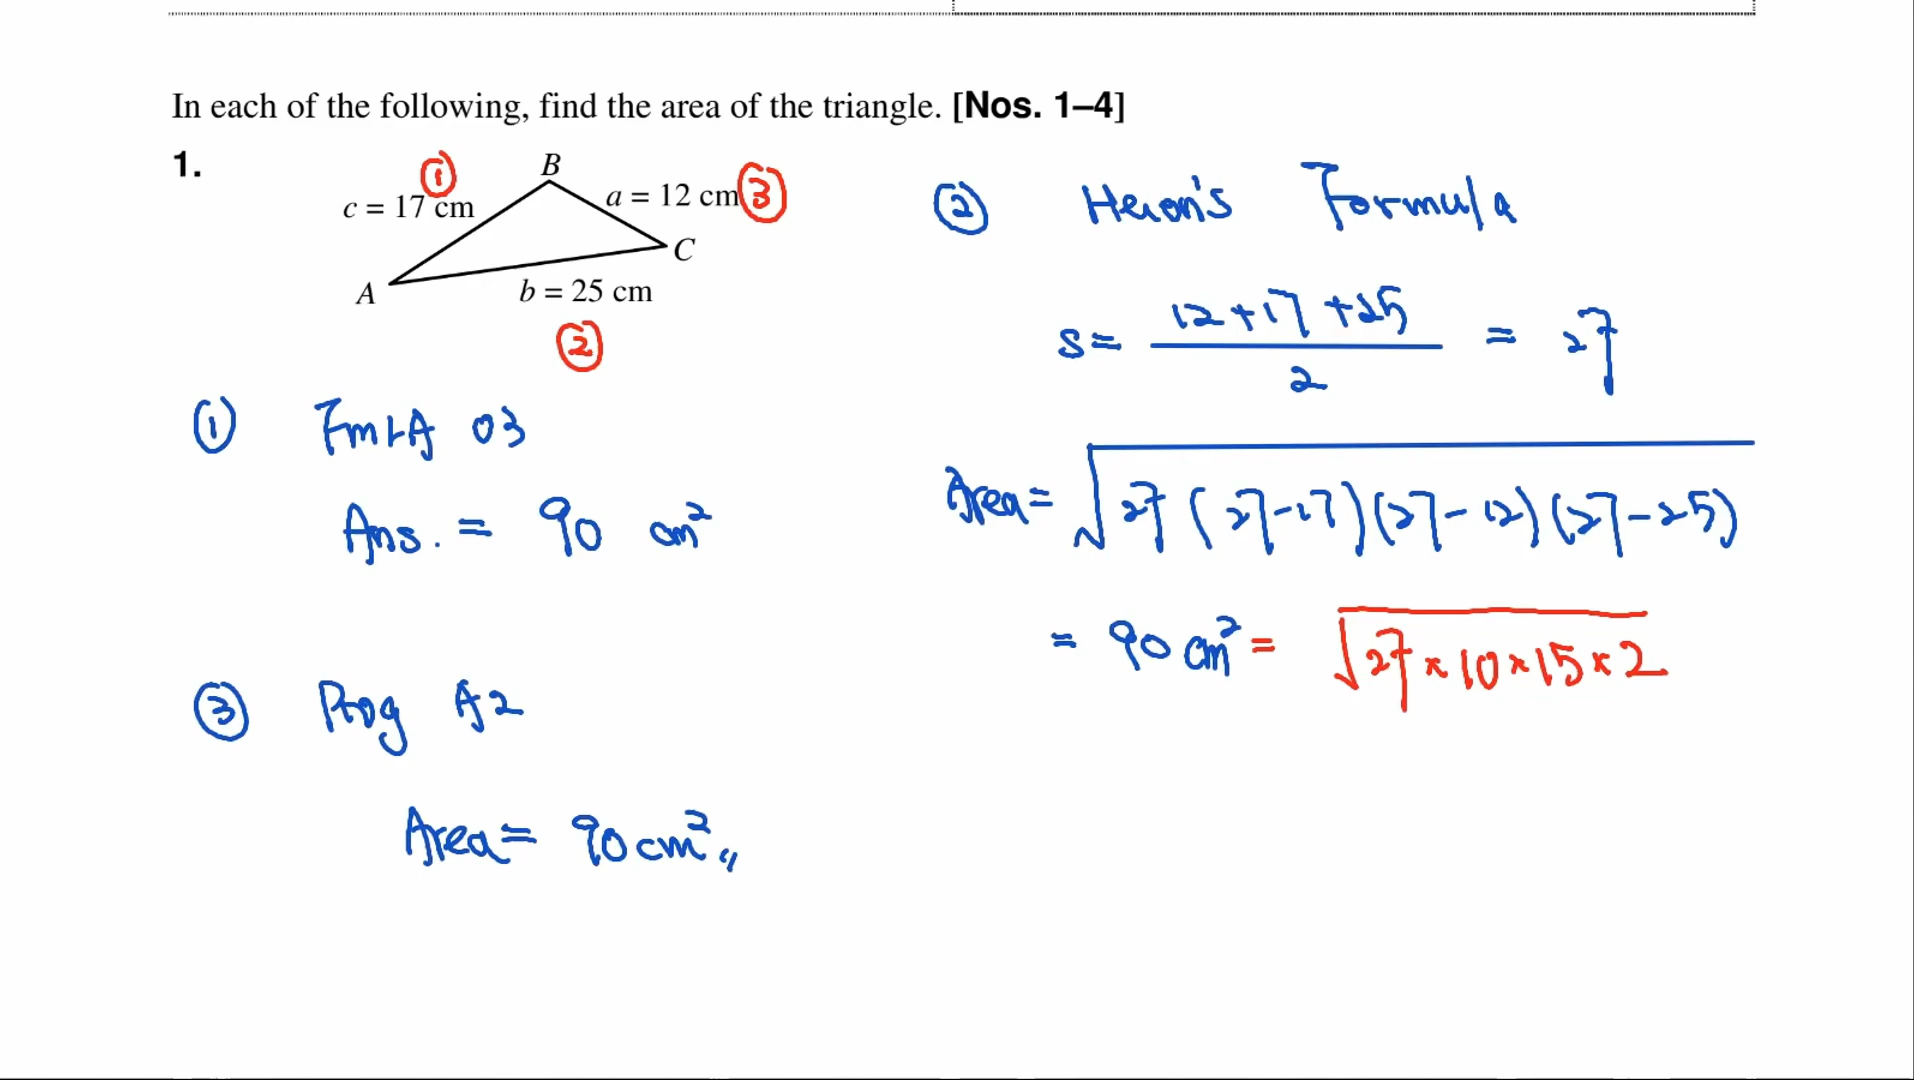 In each of the following, find the area of the triangle. [Nos. 1–4]
1.
B
① 
c = 17 cm
a = 12 cm ③
C
A
b = 25 cm
②
① FmLA 03
Ans. = 90 cm²
③ Prog A2
Area = 90 cm² 〃
② Heron's Formula
s = (12+17+25)/2 = 27
Area = √(27(27-17)(27-12)(27-25))
= 90 cm² = √(27×10×15×2)